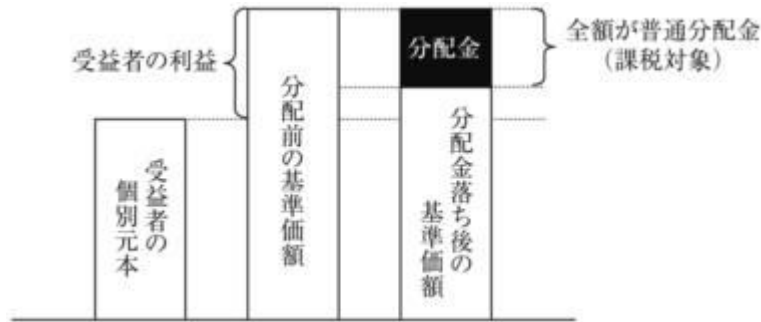 受益者の利益
分配金
全額が普通分配金
（課税対象）
受益者の
個別元本
分配前の基準価額
分配金落ち後の
基準価額